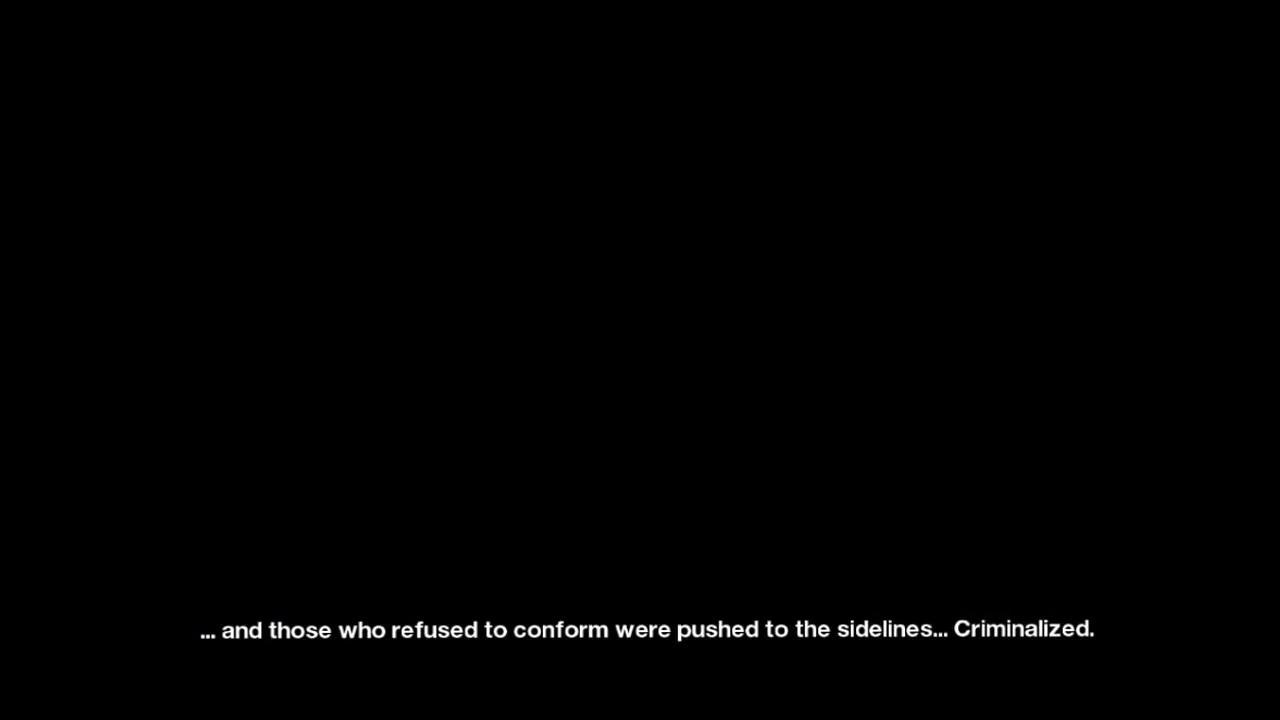 ... and those who refused to conform were pushed to the sidelines... Criminalized.